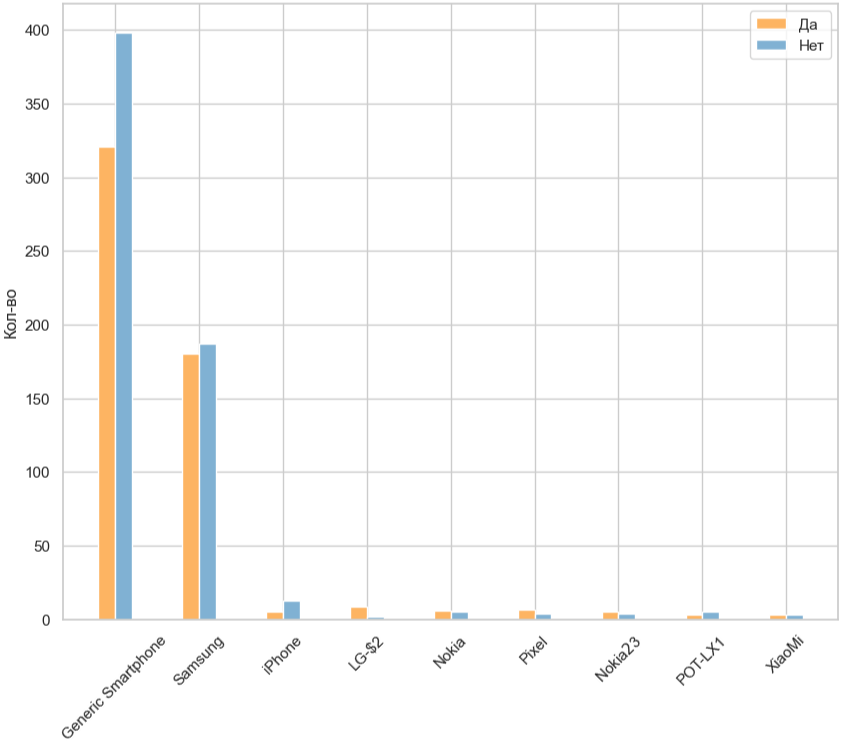 Да
Нет
Кол-во
400
350
300
250
200
150
100
50
0
Generic Smartphone
Samsung
iPhone
LG-$2
Nokia
Pixel
Nokia23
POT-LX1
XiaoMi